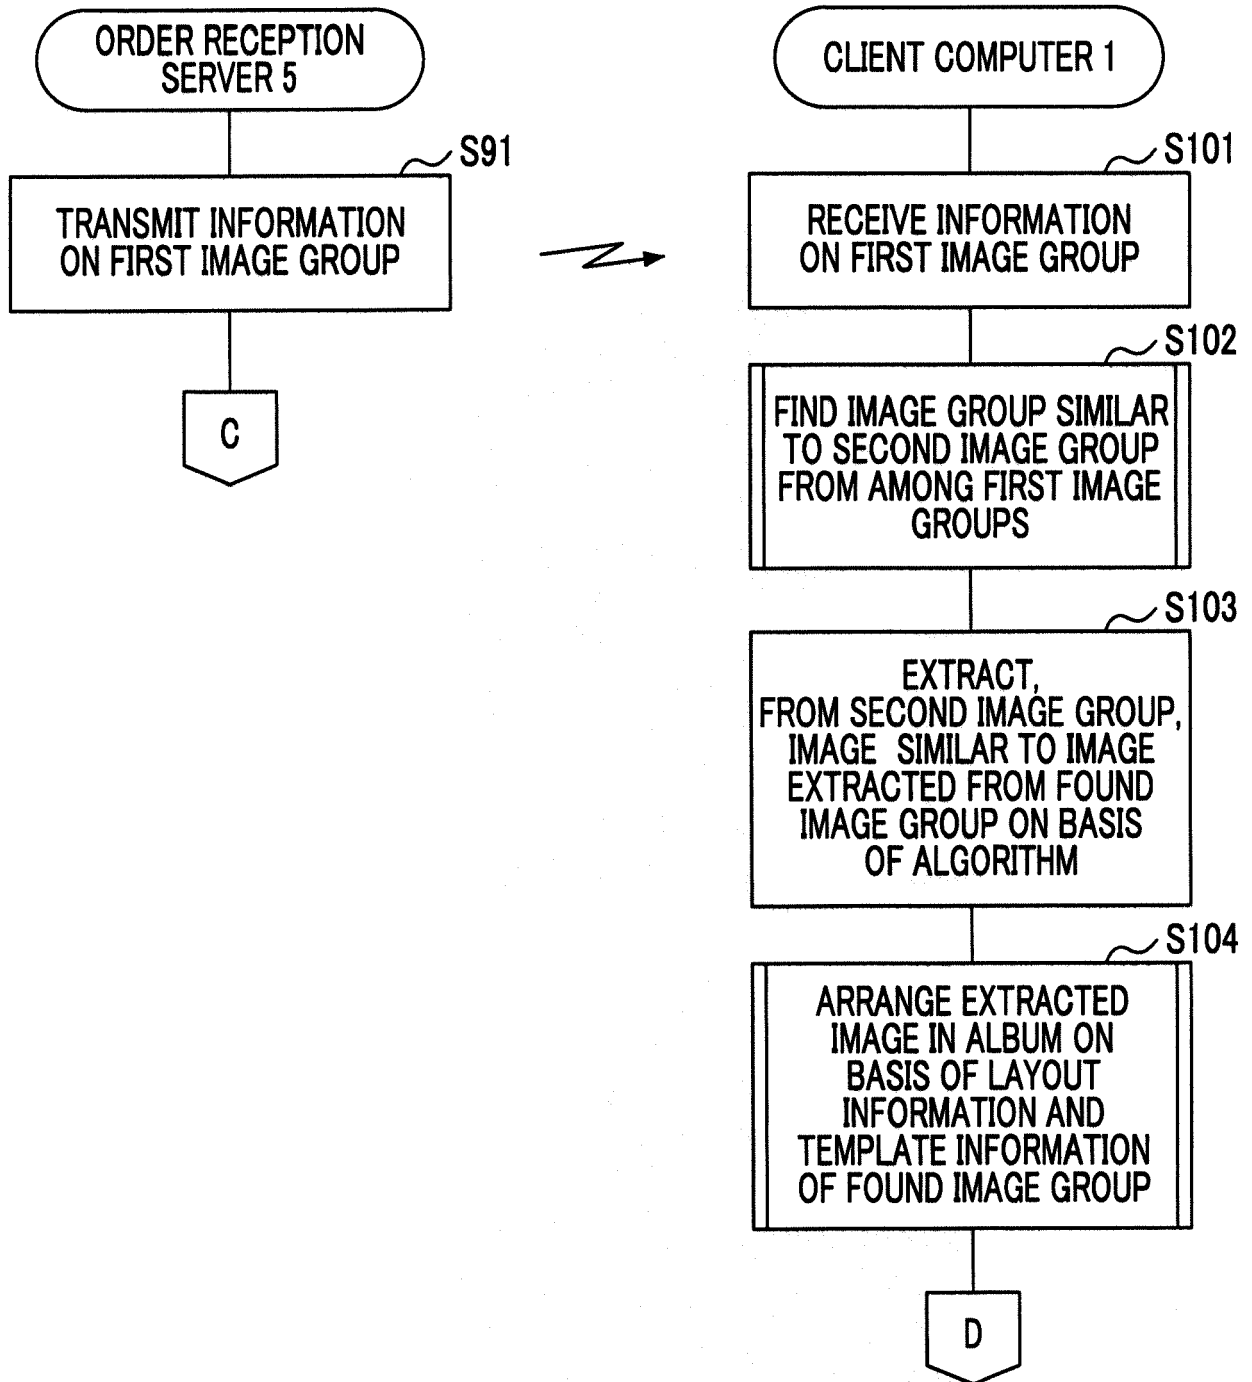 ORDER RECEPTION
SERVER 5
S91
TRANSMIT INFORMATION
ON FIRST IMAGE GROUP
C
CLIENT COMPUTER 1
S101
RECEIVE INFORMATION
ON FIRST IMAGE GROUP
S102
FIND IMAGE GROUP SIMILAR
TO SECOND IMAGE GROUP
FROM AMONG FIRST IMAGE
GROUPS
S103
EXTRACT,
FROM SECOND IMAGE GROUP,
IMAGE SIMILAR TO IMAGE
EXTRACTED FROM FOUND
IMAGE GROUP ON BASIS
OF ALGORITHM
S104
ARRANGE EXTRACTED
IMAGE IN ALBUM ON
BASIS OF LAYOUT
INFORMATION AND
TEMPLATE INFORMATION
OF FOUND IMAGE GROUP
D